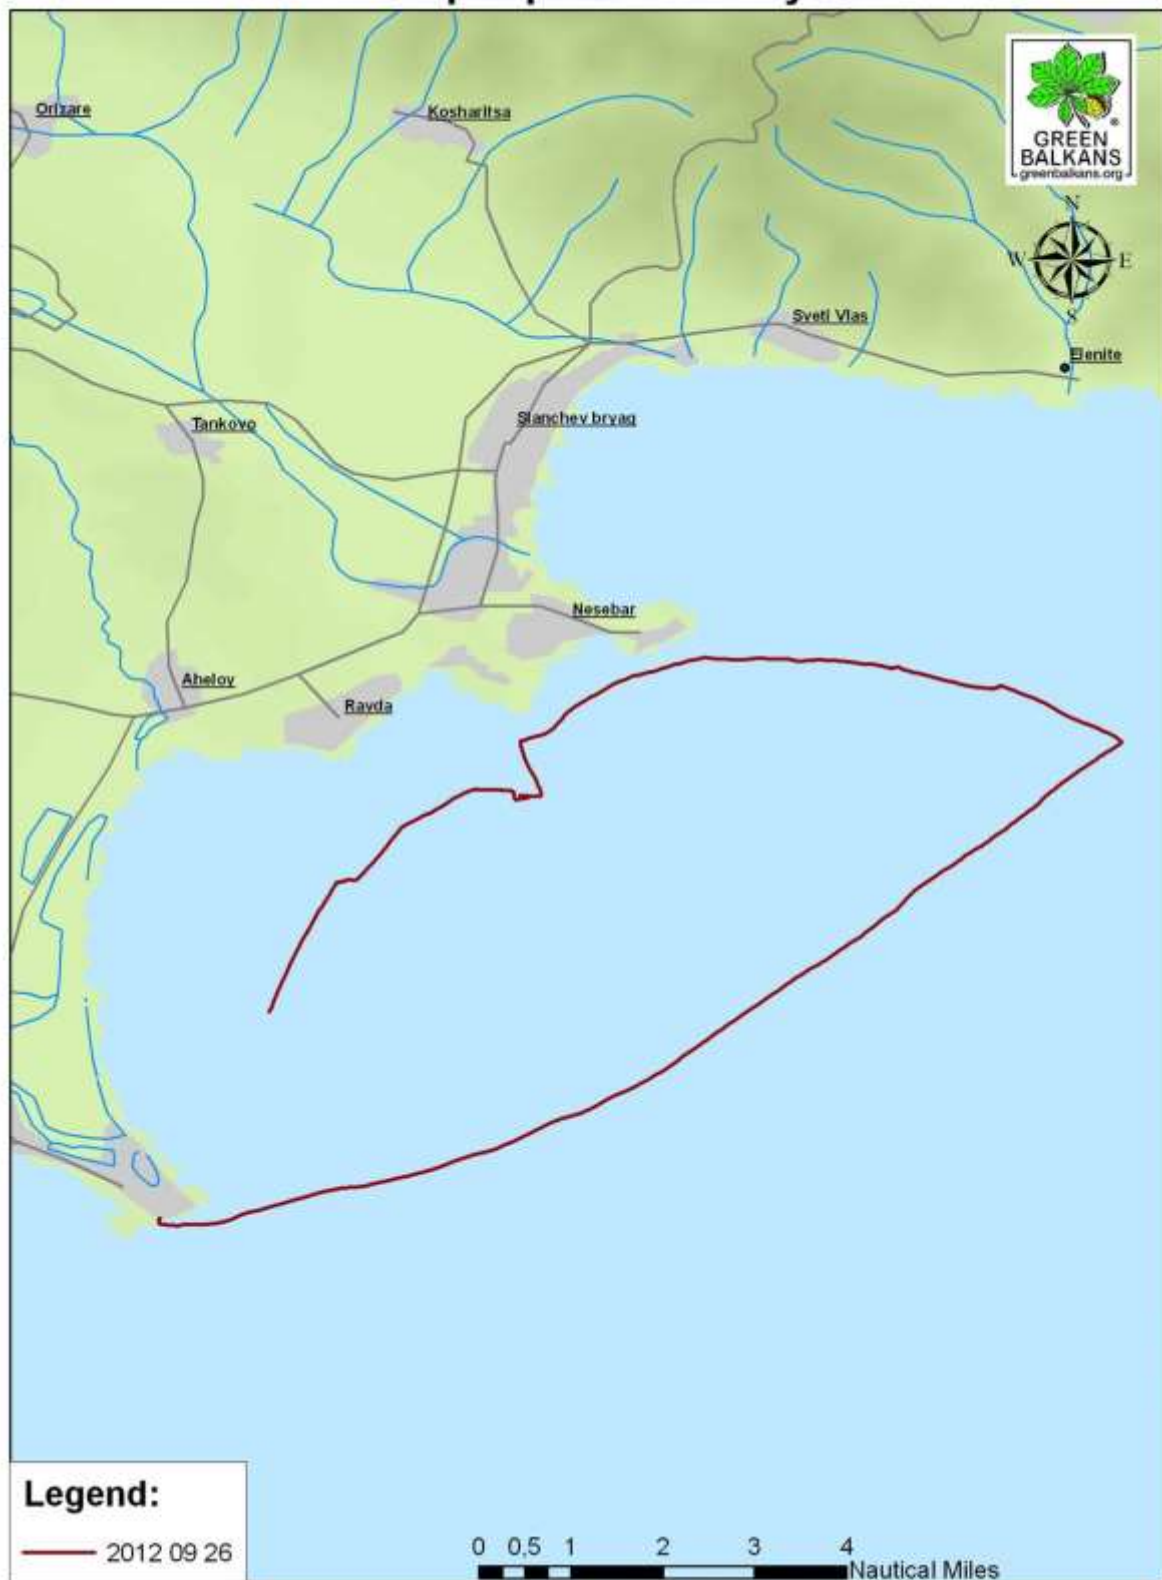 Orizare
Kosharitsa
®
GREEN
BALKANS
greenbalkans.org
N
W
E
S
Sveti Vlas
Elenite
Slanchev bryag
Tankovo
Nesebar
Aheloy
Ravda
Legend:
2012 09 26
0 0,5 1 2 3 4
Nautical Miles